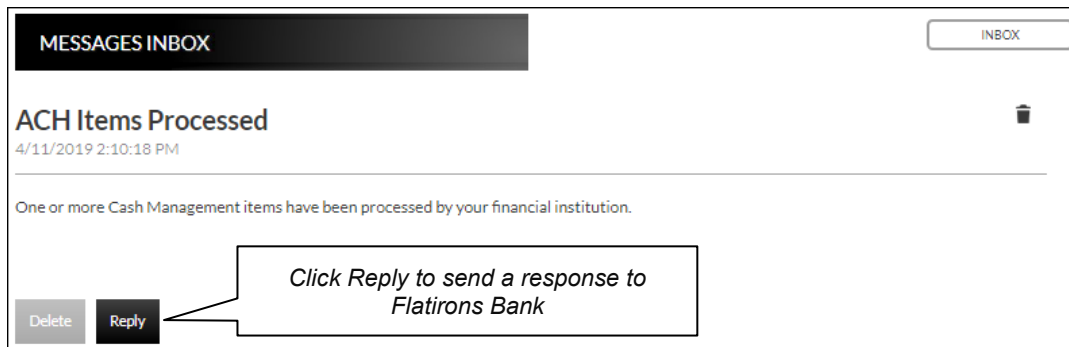 MESSAGES INBOX
INBOX
ACH Items Processed
4/11/2019 2:10:18 PM
One or more Cash Management items have been processed by your financial institution.
Click Reply to send a response to
Flatirons Bank
Delete
Reply